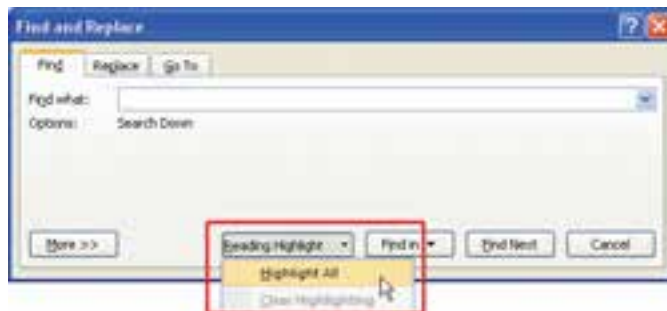 Find and Replace
Find Replace Go To
Find what:
Options: Search Down
More >> Reading Highlight Find in Find Next Cancel
Highlight All
Clear Highlighting